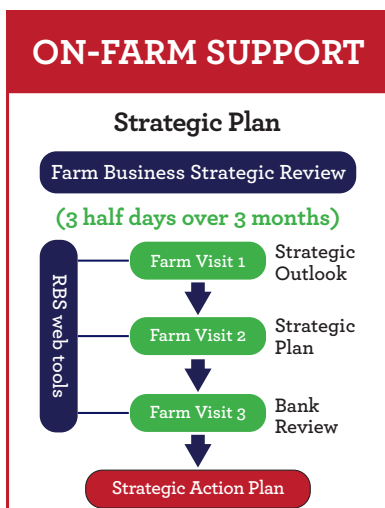 ON-FARM SUPPORT
Strategic Plan
Farm Business Strategic Review
(3 half days over 3 months)
RBS web tools
Farm Visit 1
Strategic
Outlook
Farm Visit 2
Strategic
Plan
Farm Visit 3
Bank
Review
Strategic Action Plan